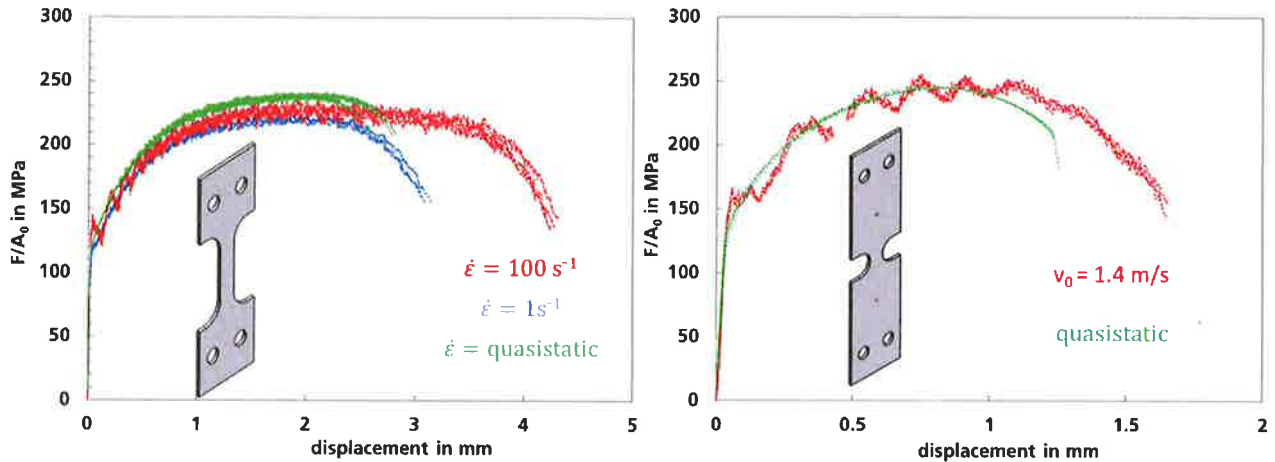 300
250
200
150
100
50
0
F/A₀ in MPa
0 1 2 3 4 5
displacement in mm
ε̇ = 100 s⁻¹
ε̇ = 1s⁻¹
ε̇ = quasistatic
300
250
200
150
100
50
0
F/A₀ in MPa
0 0.5 1 1.5 2
displacement in mm
v₀ = 1.4 m/s
quasistatic